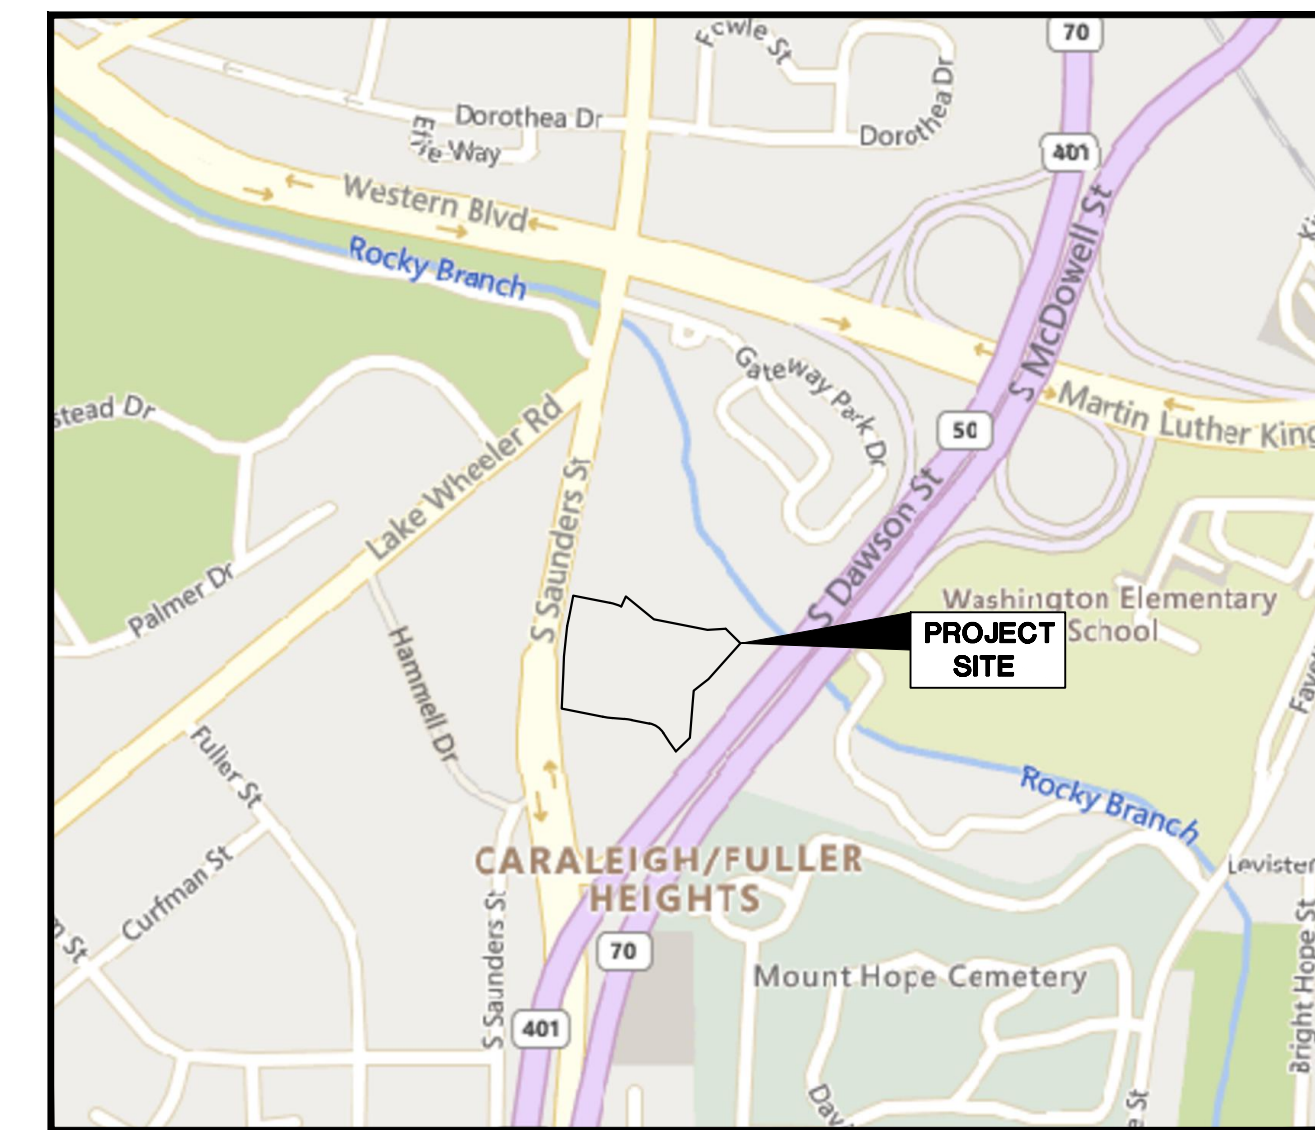 70
Fowle St
Dorothea Dr
Dorothea Dr
Effie Way
401
Western Blvd
Rocky Branch
S McDowell St
Gateway Park Dr
Martin Luther King
50
stead Dr
Lake Wheeler Rd
S Saunders St
S Dawson St
Palmer Dr
Washington Elementary
School
PROJECT
SITE
Hammell Dr
Fuller St
Rocky Branch
Curfman St
CARALEIGH/FULLER
HEIGHTS
Levister
St
S Saunders St
70
Mount Hope Cemetery
Bright Hope St
401
St